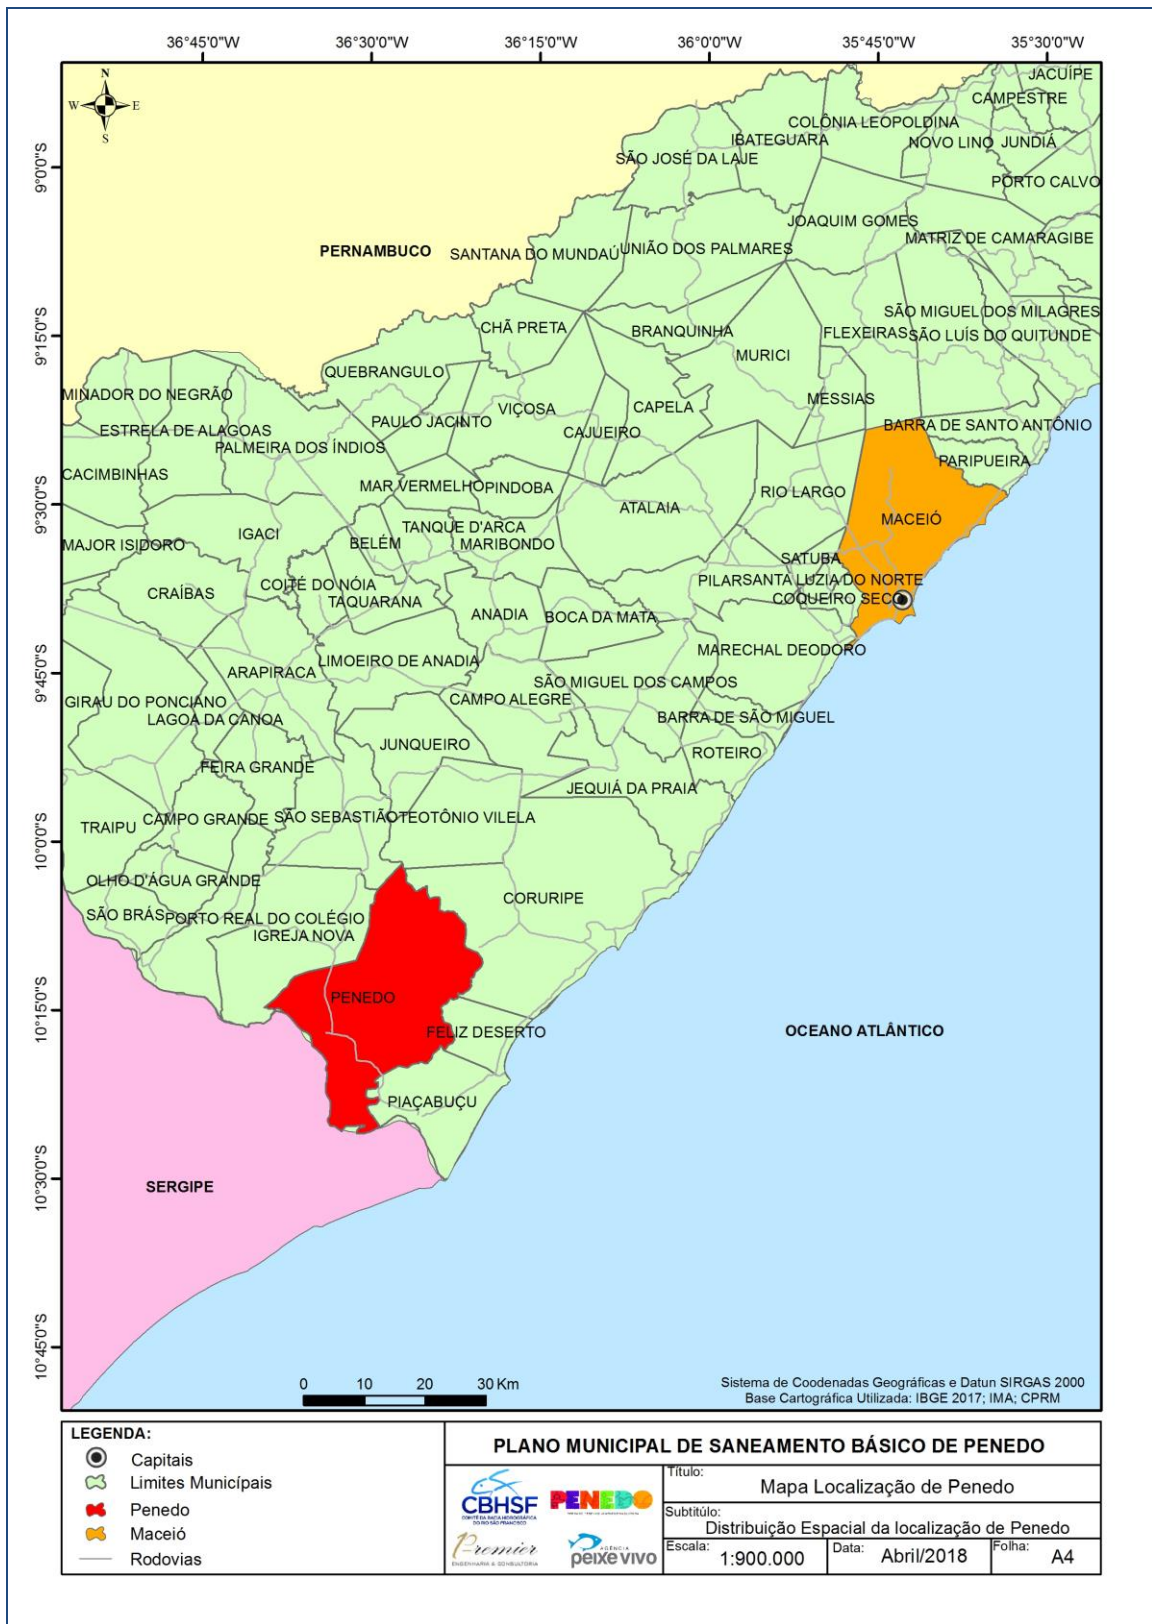 36°45'0"W 36°30'0"W 36°15'0"W 36°0'0"W 35°45'0"W 35°30'0"W
N
W E
S
JACUÍPE
CAMPESTRE
COLÔNIA LEOPOLDINA
IBATEGUARA
NOVO LINO JUNDIÁ
SÃO JOSÉ DA LAJE
9°0'0"S
PORTO CALVO
JOAQUIM GOMES
MATRIZ DE CAMARAGIBE
PERNAMBUCO
SANTANA DO MUNDAÚ
UNIÃO DOS PALMARES
SÃO MIGUEL DOS MILAGRES
CHÃ PRETA
BRANQUINHA
FLEXEIRAS
SÃO LUÍS DO QUITUNDE
9°15'0"S
MURICI
QUEBRANGULO
MINADOR DO NEGRÃO
MESSIAS
VIÇOSA
CAPELA
PAULO JACINTO
BARRA DE SANTO ANTÔNIO
ESTRELA DE ALAGOAS
CAJUEIRO
PALMEIRA DOS ÍNDIOS
PARIPUEIRA
CACIMBINHAS
MAR VERMELHO
PINDOBA
RIO LARGO
9°30'0"S
ATALAIA
MACEIÓ
TANQUE D'ARCA
IGACI
BELÉM
MARIBONDO
MAJOR ISIDORO
SATUBA
PILAR
SANTA LUZIA DO NORTE
COITÉ DO NÓIA
CRAÍBAS
COQUEIRO SECO
TAQUARANA
ANADIA
BOCA DA MATA
MARECHAL DEODORO
LIMOEIRO DE ANADIA
9°45'0"S
ARAPIRACA
SÃO MIGUEL DOS CAMPOS
CAMPO ALEGRE
GIRAU DO PONCIANO
LAGOA DA CANOA
BARRA DE SÃO MIGUEL
JUNQUEIRO
ROTEIRO
FEIRA GRANDE
JEQUIÁ DA PRAIA
TRAIPU
CAMPO GRANDE
SÃO SEBASTIÃO
TEOTÔNIO VILELA
10°0'0"S
OLHO D'ÁGUA GRANDE
CORURIPE
SÃO BRÁS
PORTO REAL DO COLÉGIO
IGREJA NOVA
PENEDO
10°15'0"S
FELIZ DESERTO
OCEANO ATLÂNTICO
PIAÇABUÇU
10°30'0"S
SERGIPE
10°45'0"S
0 10 20 30 Km
Sistema de Coodenadas Geográficas e Datun SIRGAS 2000
Base Cartográfica Utilizada: IBGE 2017; IMA; CPRM
LEGENDA:
Capitais
Limites Municípais
Penedo
Maceió
Rodovias
PLANO MUNICIPAL DE SANEAMENTO BÁSICO DE PENEDO
CBHSF
COMITÊ DA BACIA HIDROGRÁFICA
DO RIO SÃO FRANCISCO
PENEDO
Premier
ENGENHARIA & CONSULTORIA
AGÊNCIA
peixe vivo
Título:
Mapa Localização de Penedo
Subtitúlo:
Distribuição Espacial da localização de Penedo
Escala: 1:900.000 Data: Abril/2018 Folha: A4